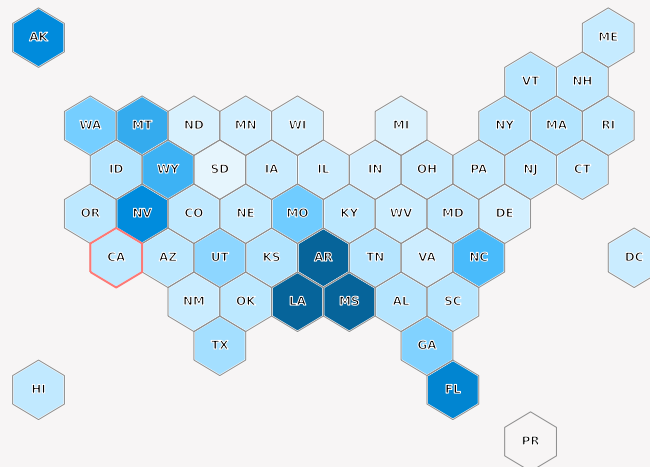 AK
ME
VT NH
WA MT ND MN WI MI NY MA RI
ID WY SD IA IL IN OH PA NJ CT
OR NV CO NE MO KY WV MD DE
CA AZ UT KS AR TN VA NC DC
NM OK LA MS AL SC
TX GA
HI FL
PR